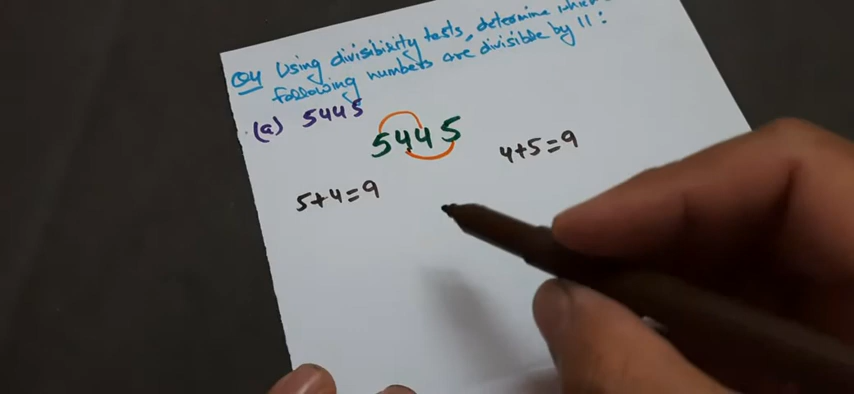 Q4 Using divisibility tests, determine which
following numbers are divisible by 11:
(a) 5445
5445
4+5=9
5+4=9